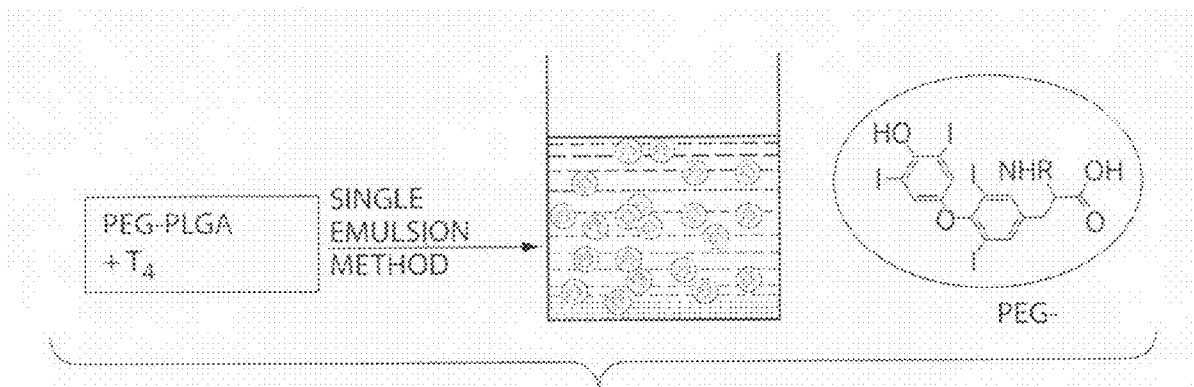 PEG-PLGA
+ T₄
SINGLE
EMULSION
METHOD
HO
I
I
O
I
I
NHR
OH
O
PEG-